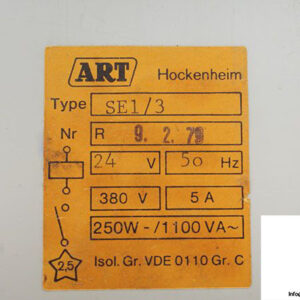 ART Hockenheim
Type SE1/3
Nr R 9. 2. 79
24 V 50 Hz
380 V 5 A
250W-/1100 VA~
2,5 Isol. Gr. VDE 0110 Gr. C